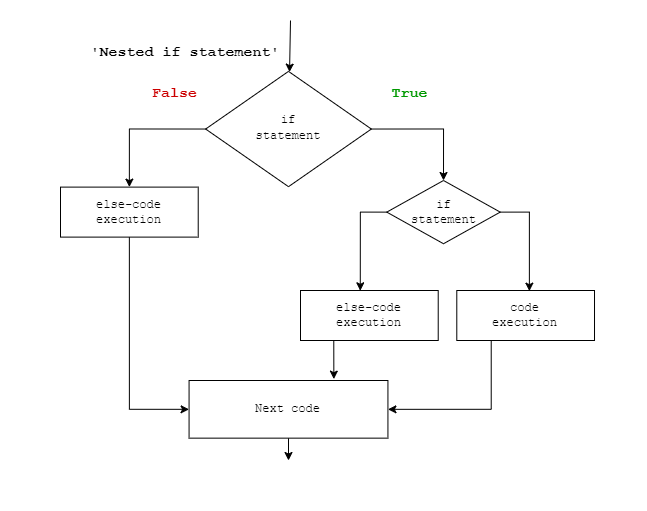 'Nested if statement'
False
True
if
statement
else-code
execution
if
statement
else-code
execution
code
execution
Next code